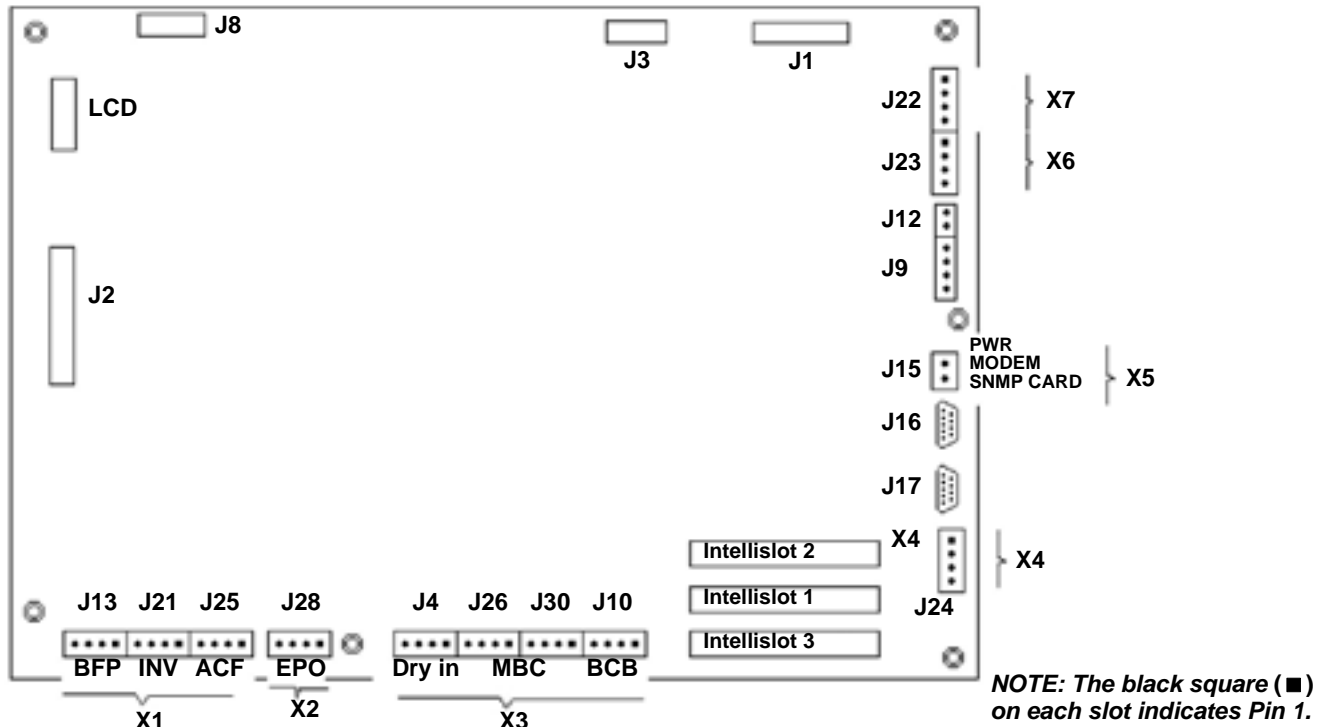 J8
J3
J1
LCD
J22
X7
J23
X6
J12
J9
J2
PWR
MODEM
SNMP CARD
J15
X5
J16
J17
X4
X4
Intellislot 2
Intellislot 1
Intellislot 3
J24
J13 J21 J25 J28 J4 J26 J30 J10
BFP INV ACF EPO Dry in MBC BCB
X1 X2 X3
NOTE: The black square (■)
on each slot indicates Pin 1.